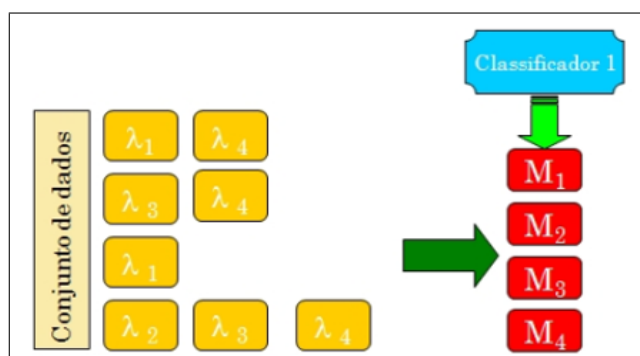 Classificador 1
Conjunto de dados
λ1 λ4
λ3 λ4
λ1
λ2 λ3 λ4
M1
M2
M3
M4